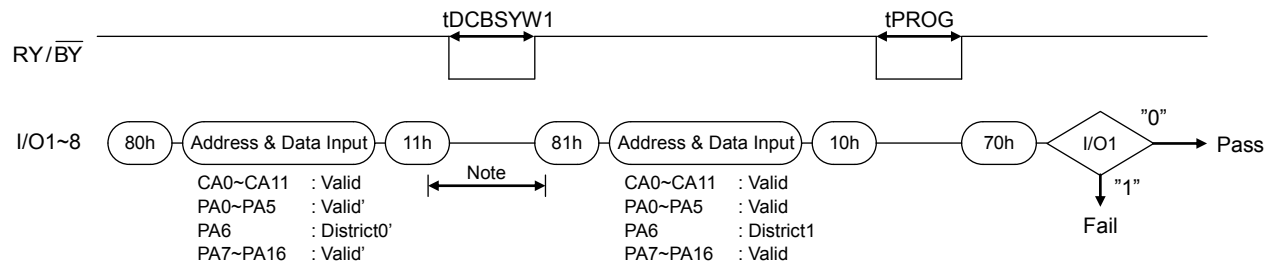 tDCBSYW1 tPROG
RY/BY
I/O1~8 80h Address & Data Input 11h 81h Address & Data Input 10h 70h I/O1 ”0” Pass
Note ”1”
CA0~CA11 : Valid CA0~CA11 : Valid
PA0~PA5 : Valid’ PA0~PA5 : Valid
PA6 : District0’ PA6 : District1 Fail
PA7~PA16 : Valid’ PA7~PA16 : Valid